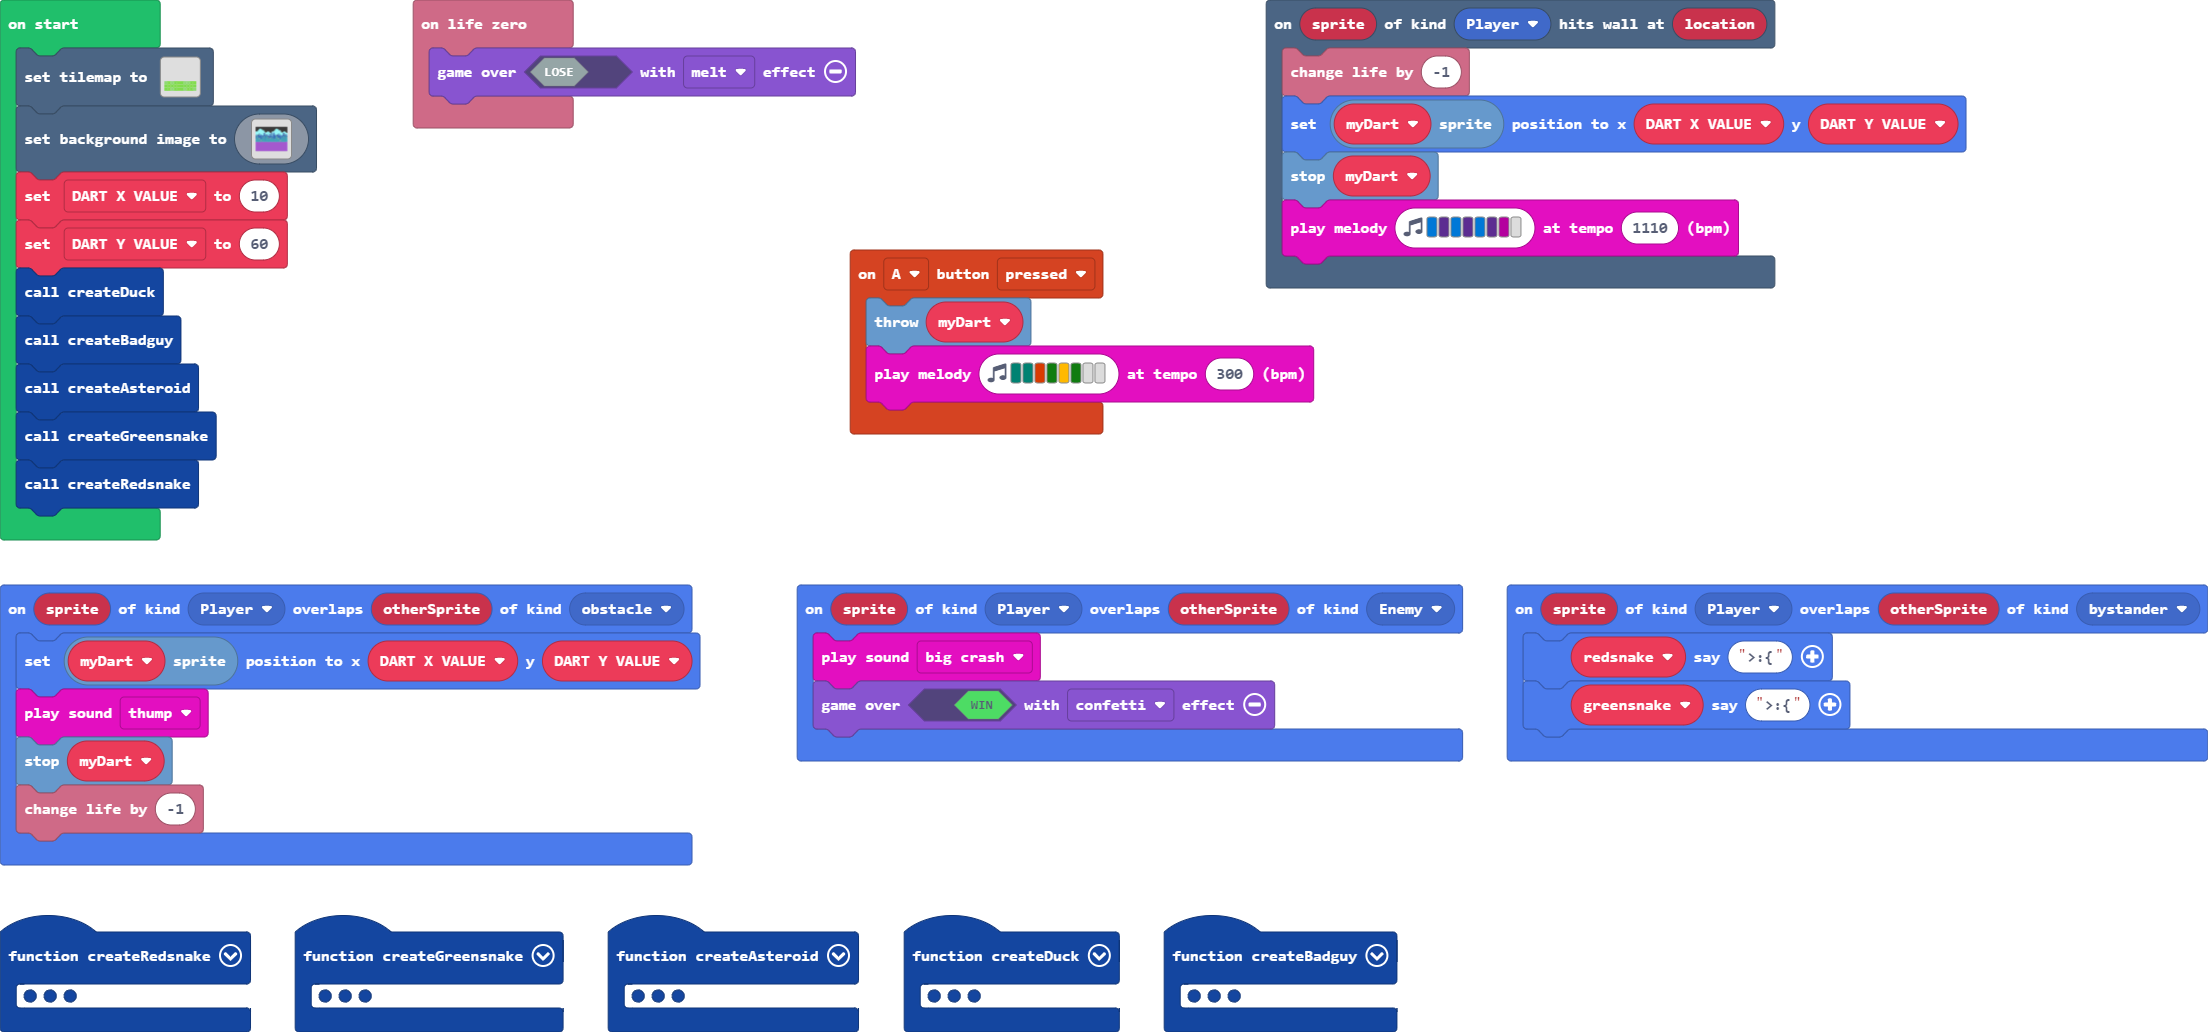 on start
set tilemap to
set background image to
set DART X VALUE to 10
set DART Y VALUE to 60
call createDuck
call createBadguy
call createAsteroid
call createGreensnake
call createRedsnake
on life zero
game over LOSE with melt effect
on A button pressed
throw myDart
play melody at tempo 300 (bpm)
on sprite of kind Player hits wall at location
change life by -1
set myDart sprite position to x DART X VALUE y DART Y VALUE
stop myDart
play melody at tempo 1110 (bpm)
on sprite of kind Player overlaps otherSprite of kind obstacle
set myDart sprite position to x DART X VALUE y DART Y VALUE
play sound thump
stop myDart
change life by -1
on sprite of kind Player overlaps otherSprite of kind Enemy
play sound big crash
game over WIN with confetti effect
on sprite of kind Player overlaps otherSprite of kind bystander
redsnake say ">:{"
greensnake say ">:{"
function createRedsnake
function createGreensnake
function createAsteroid
function createDuck
function createBadguy